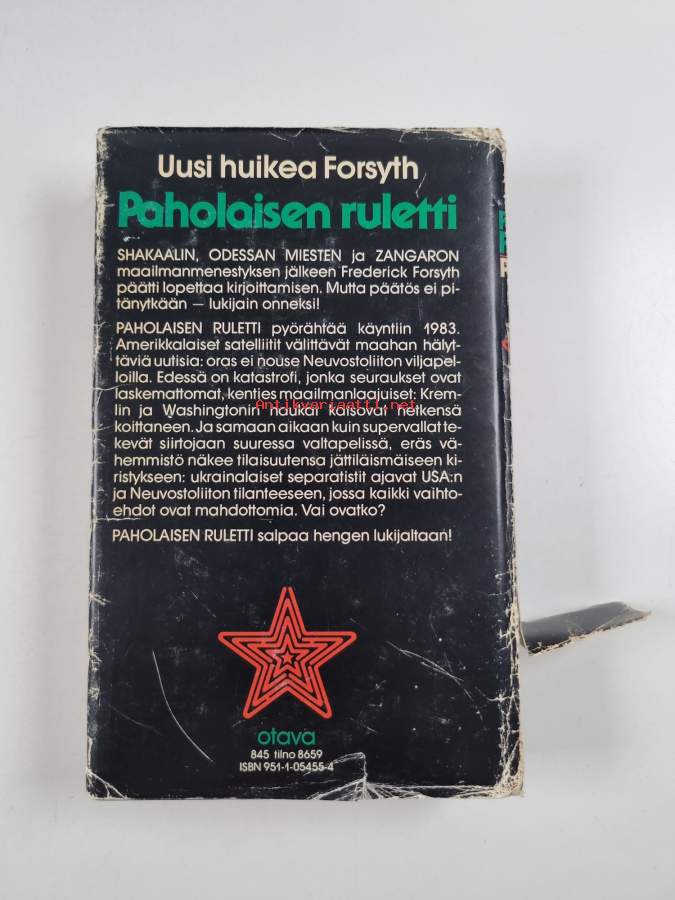 Uusi huikea Forsyth
Paholaisen ruletti
SHAKAALIN, ODESSAN MIESTEN ja ZANGARON
maailmanmenestyksen jälkeen Frederick Forsyth
päätti lopettaa kirjoittamisen. Mutta päätös ei pi-
tänytkään — lukijain onneksi!
PAHOLAISEN RULETTI pyörähtää käyntiin 1983.
Amerikkalaiset satelliitit välittävät maahan hälyt-
täviä uutisia: oras ei nouse Neuvostoliiton viljapel-
loilla. Edessä on katastrofi, jonka seuraukset ovat
laskemattomat, kenties maailmanlaajuiset: Krem-
lin ja Washingtonin haukat katsovat hetkensä
Antikvariaatti.net
koittaneen. Ja samaan aikaan kuin supervallat te-
kevät siirtojaan suuressa valtapelissä, eräs vä-
hemmistö näkee tilaisuutensa jättiläismäiseen ki-
ristykseen: ukrainalaiset separatistit ajavat USA:n
ja Neuvostoliiton tilanteeseen, jossa kaikki vaihto-
ehdot ovat mahdottomia. Vai ovatko?
PAHOLAISEN RULETTI salpaa hengen lukijaltaan!
otava
845 tilno 8659
ISBN 951-1-05455-4